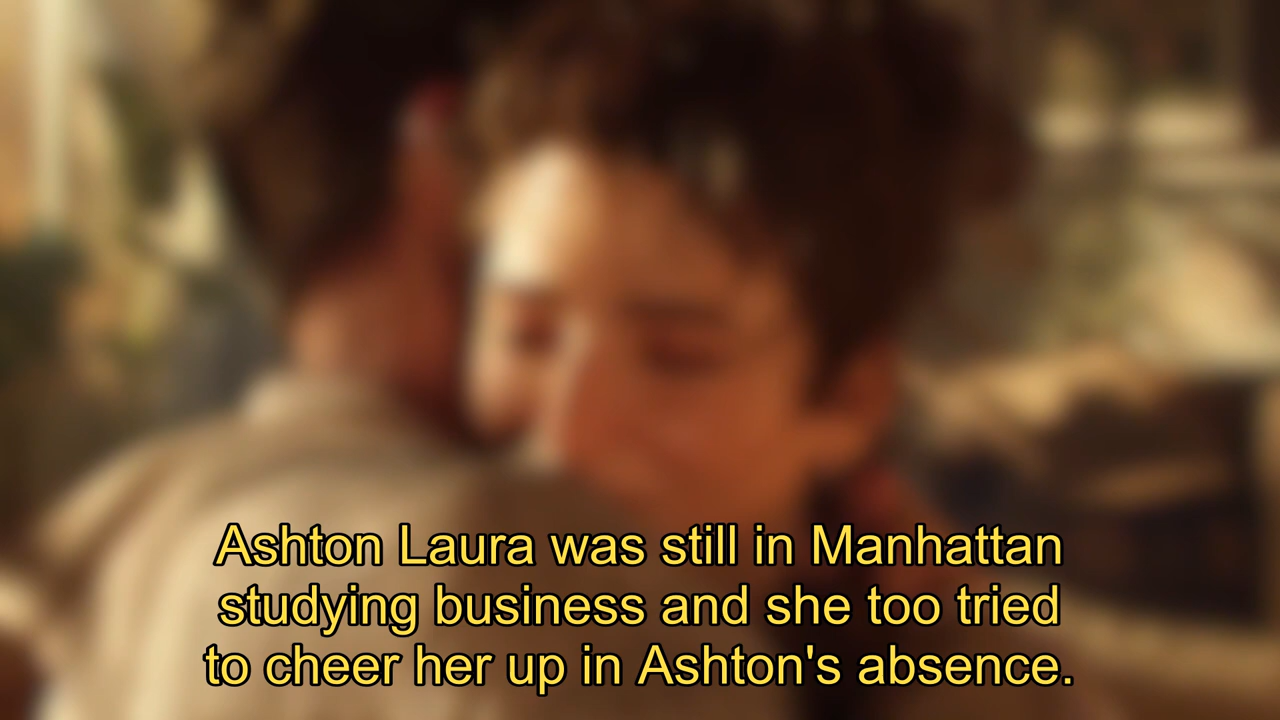 Ashton Laura was still in Manhattan
studying business and she too tried
to cheer her up in Ashton's absence.